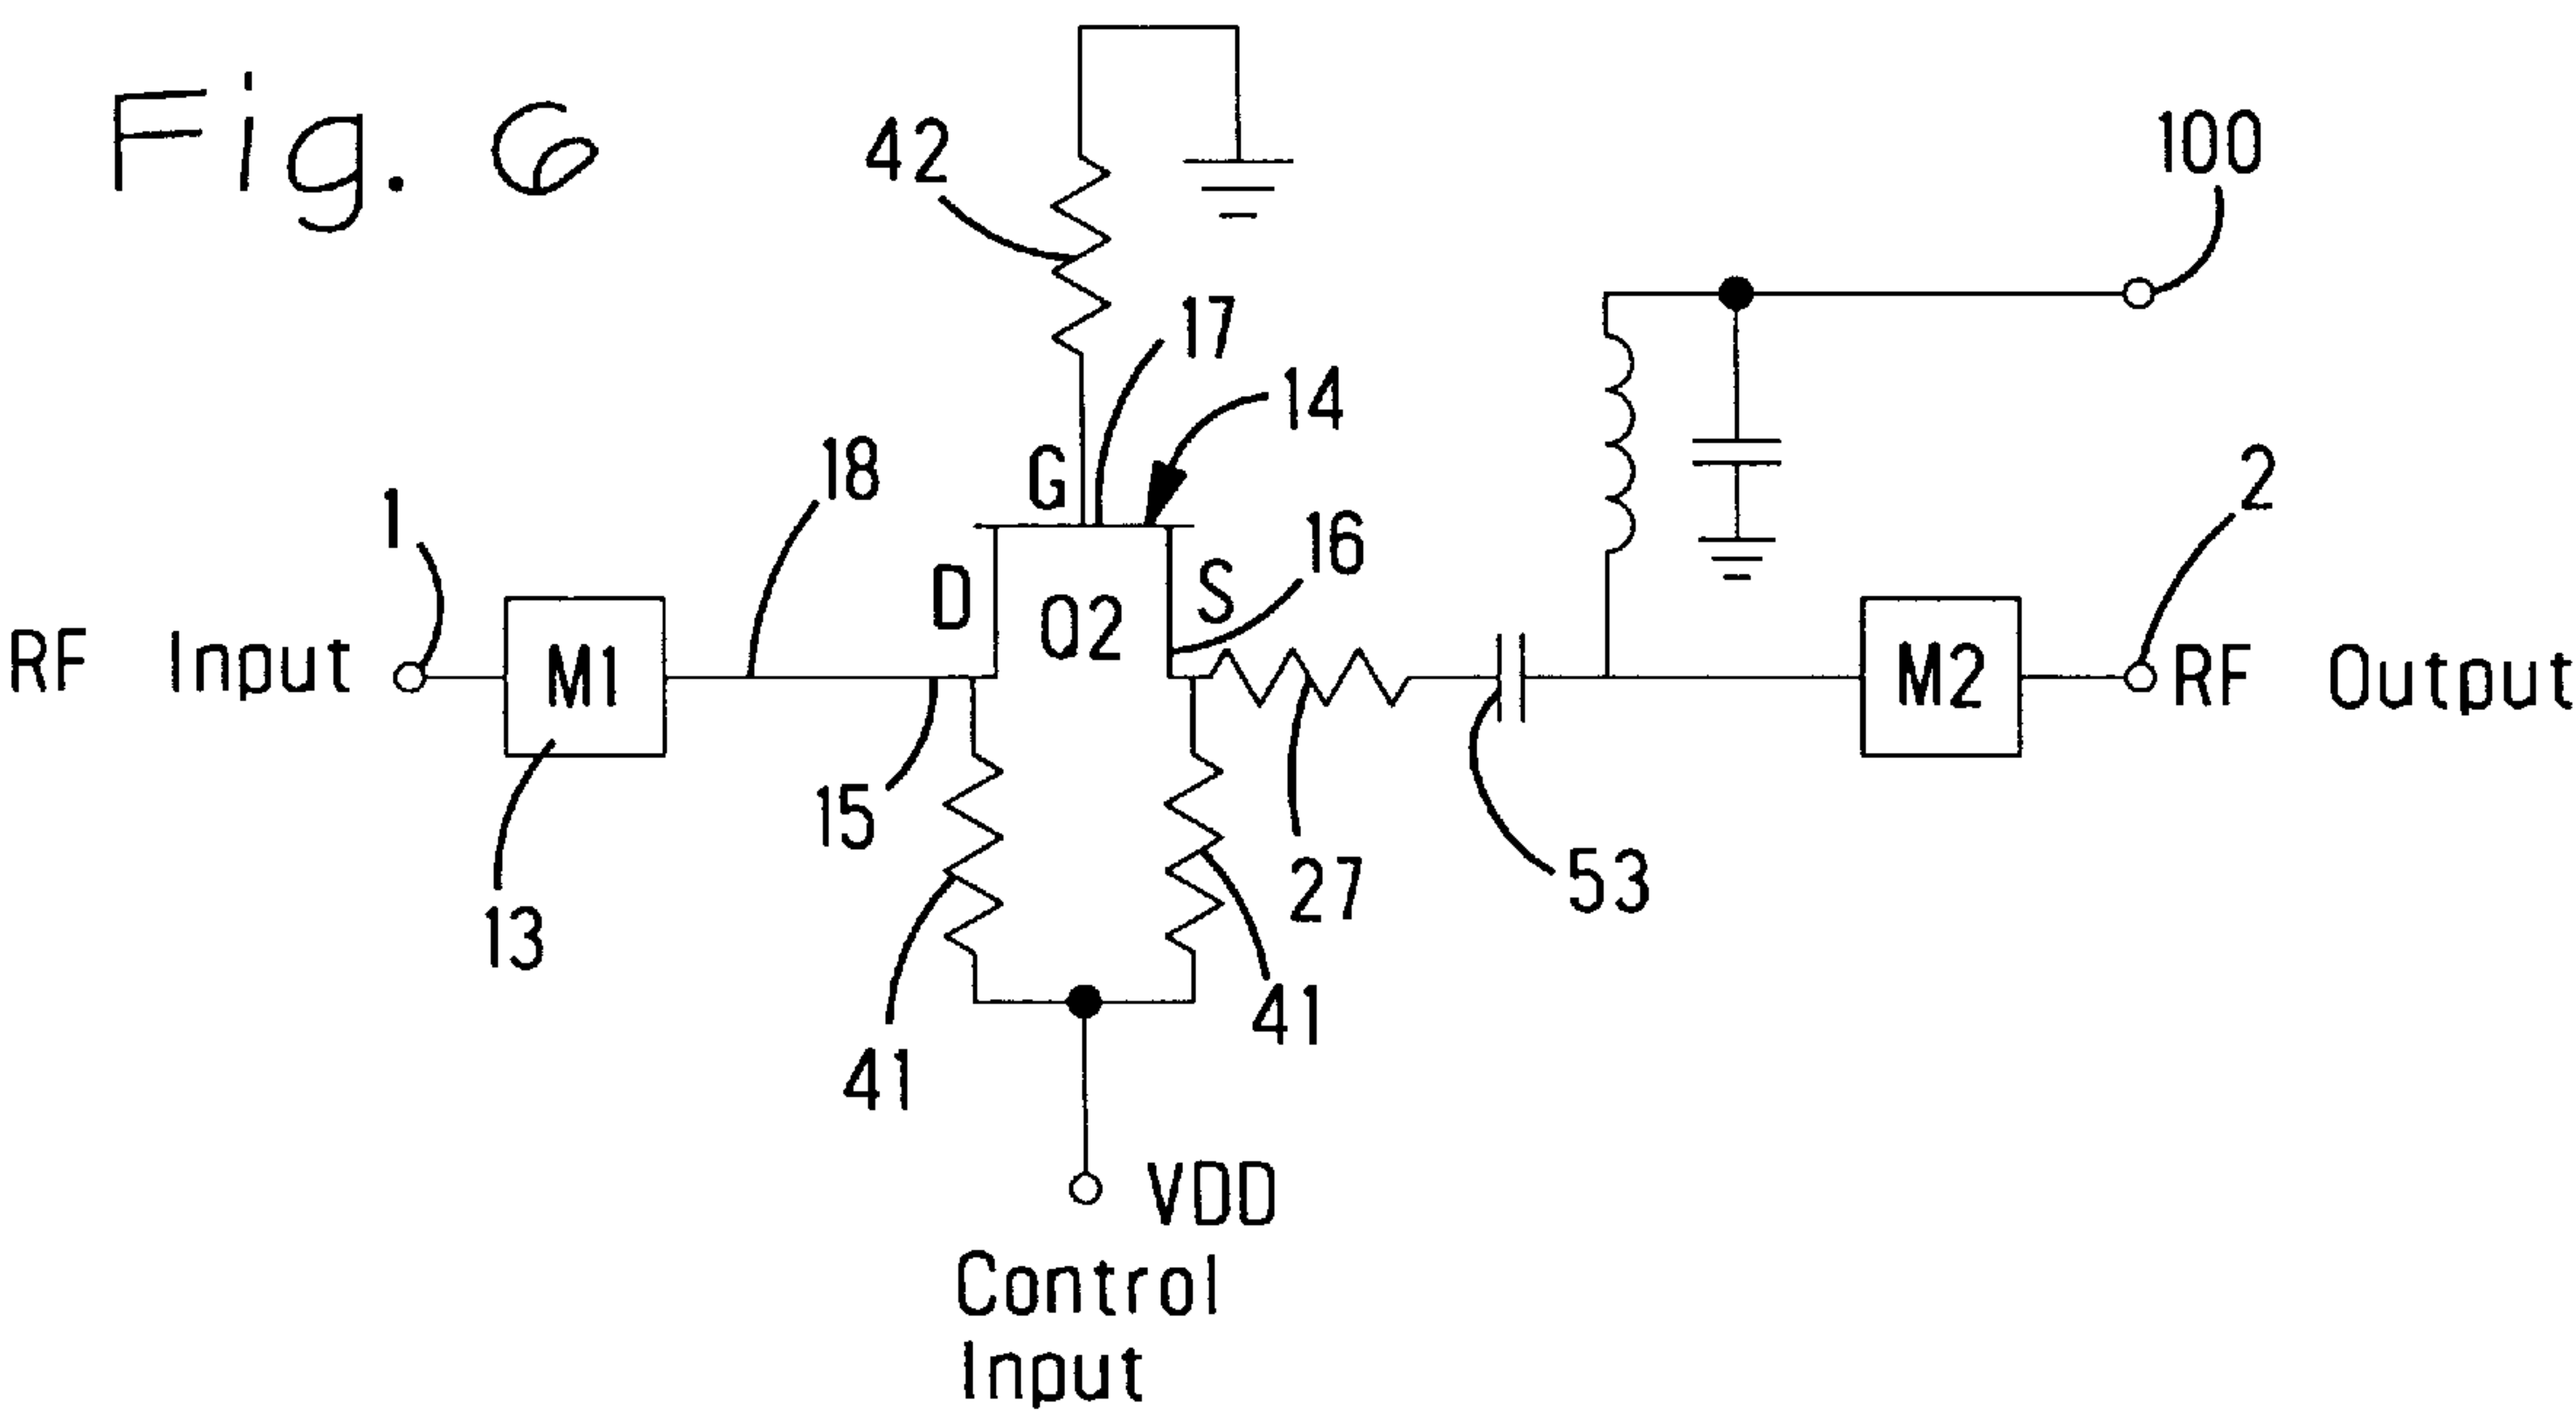 Fig. 6
42
100
17
14
G
18
16
2
1
D
S
Q2
RF Input
M1
M2
RF Output
15
27
53
13
41
41
VDD
Control
Input